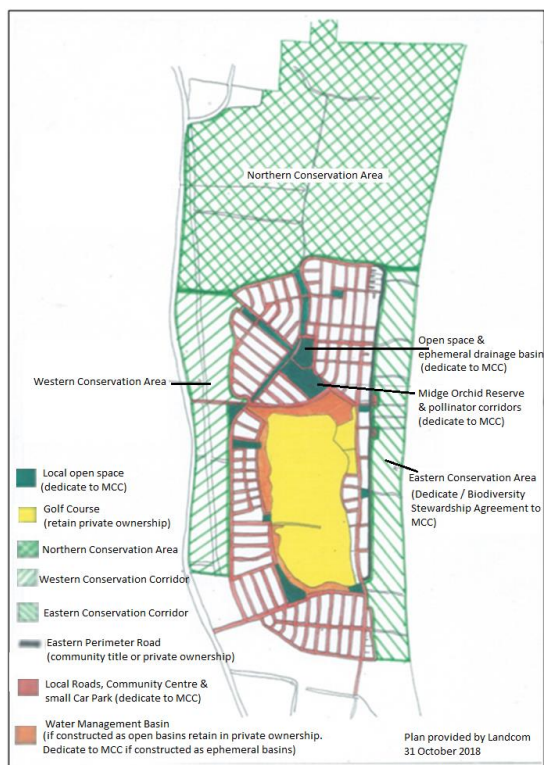 Northern Conservation Area
Open space &
ephemeral drainage basin
(dedicate to MCC)
Western Conservation Area
Midge Orchid Reserve
& pollinator corridors
(dedicate to MCC)
Eastern Conservation Area
(Dedicate / Biodiversity
Stewardship Agreement to
MCC)
Local open space
(dedicate to MCC)
Golf Course
(retain private ownership)
Northern Conservation Area
Western Conservation Corridor
Eastern Conservation Corridor
Eastern Perimeter Road
(community title or private ownership)
Local Roads, Community Centre &
small Car Park (dedicate to MCC)
Water Management Basin
(if constructed as open basins retain in private ownership.
Dedicate to MCC if constructed as ephemeral basins)
Plan provided by Landcom
31 October 2018